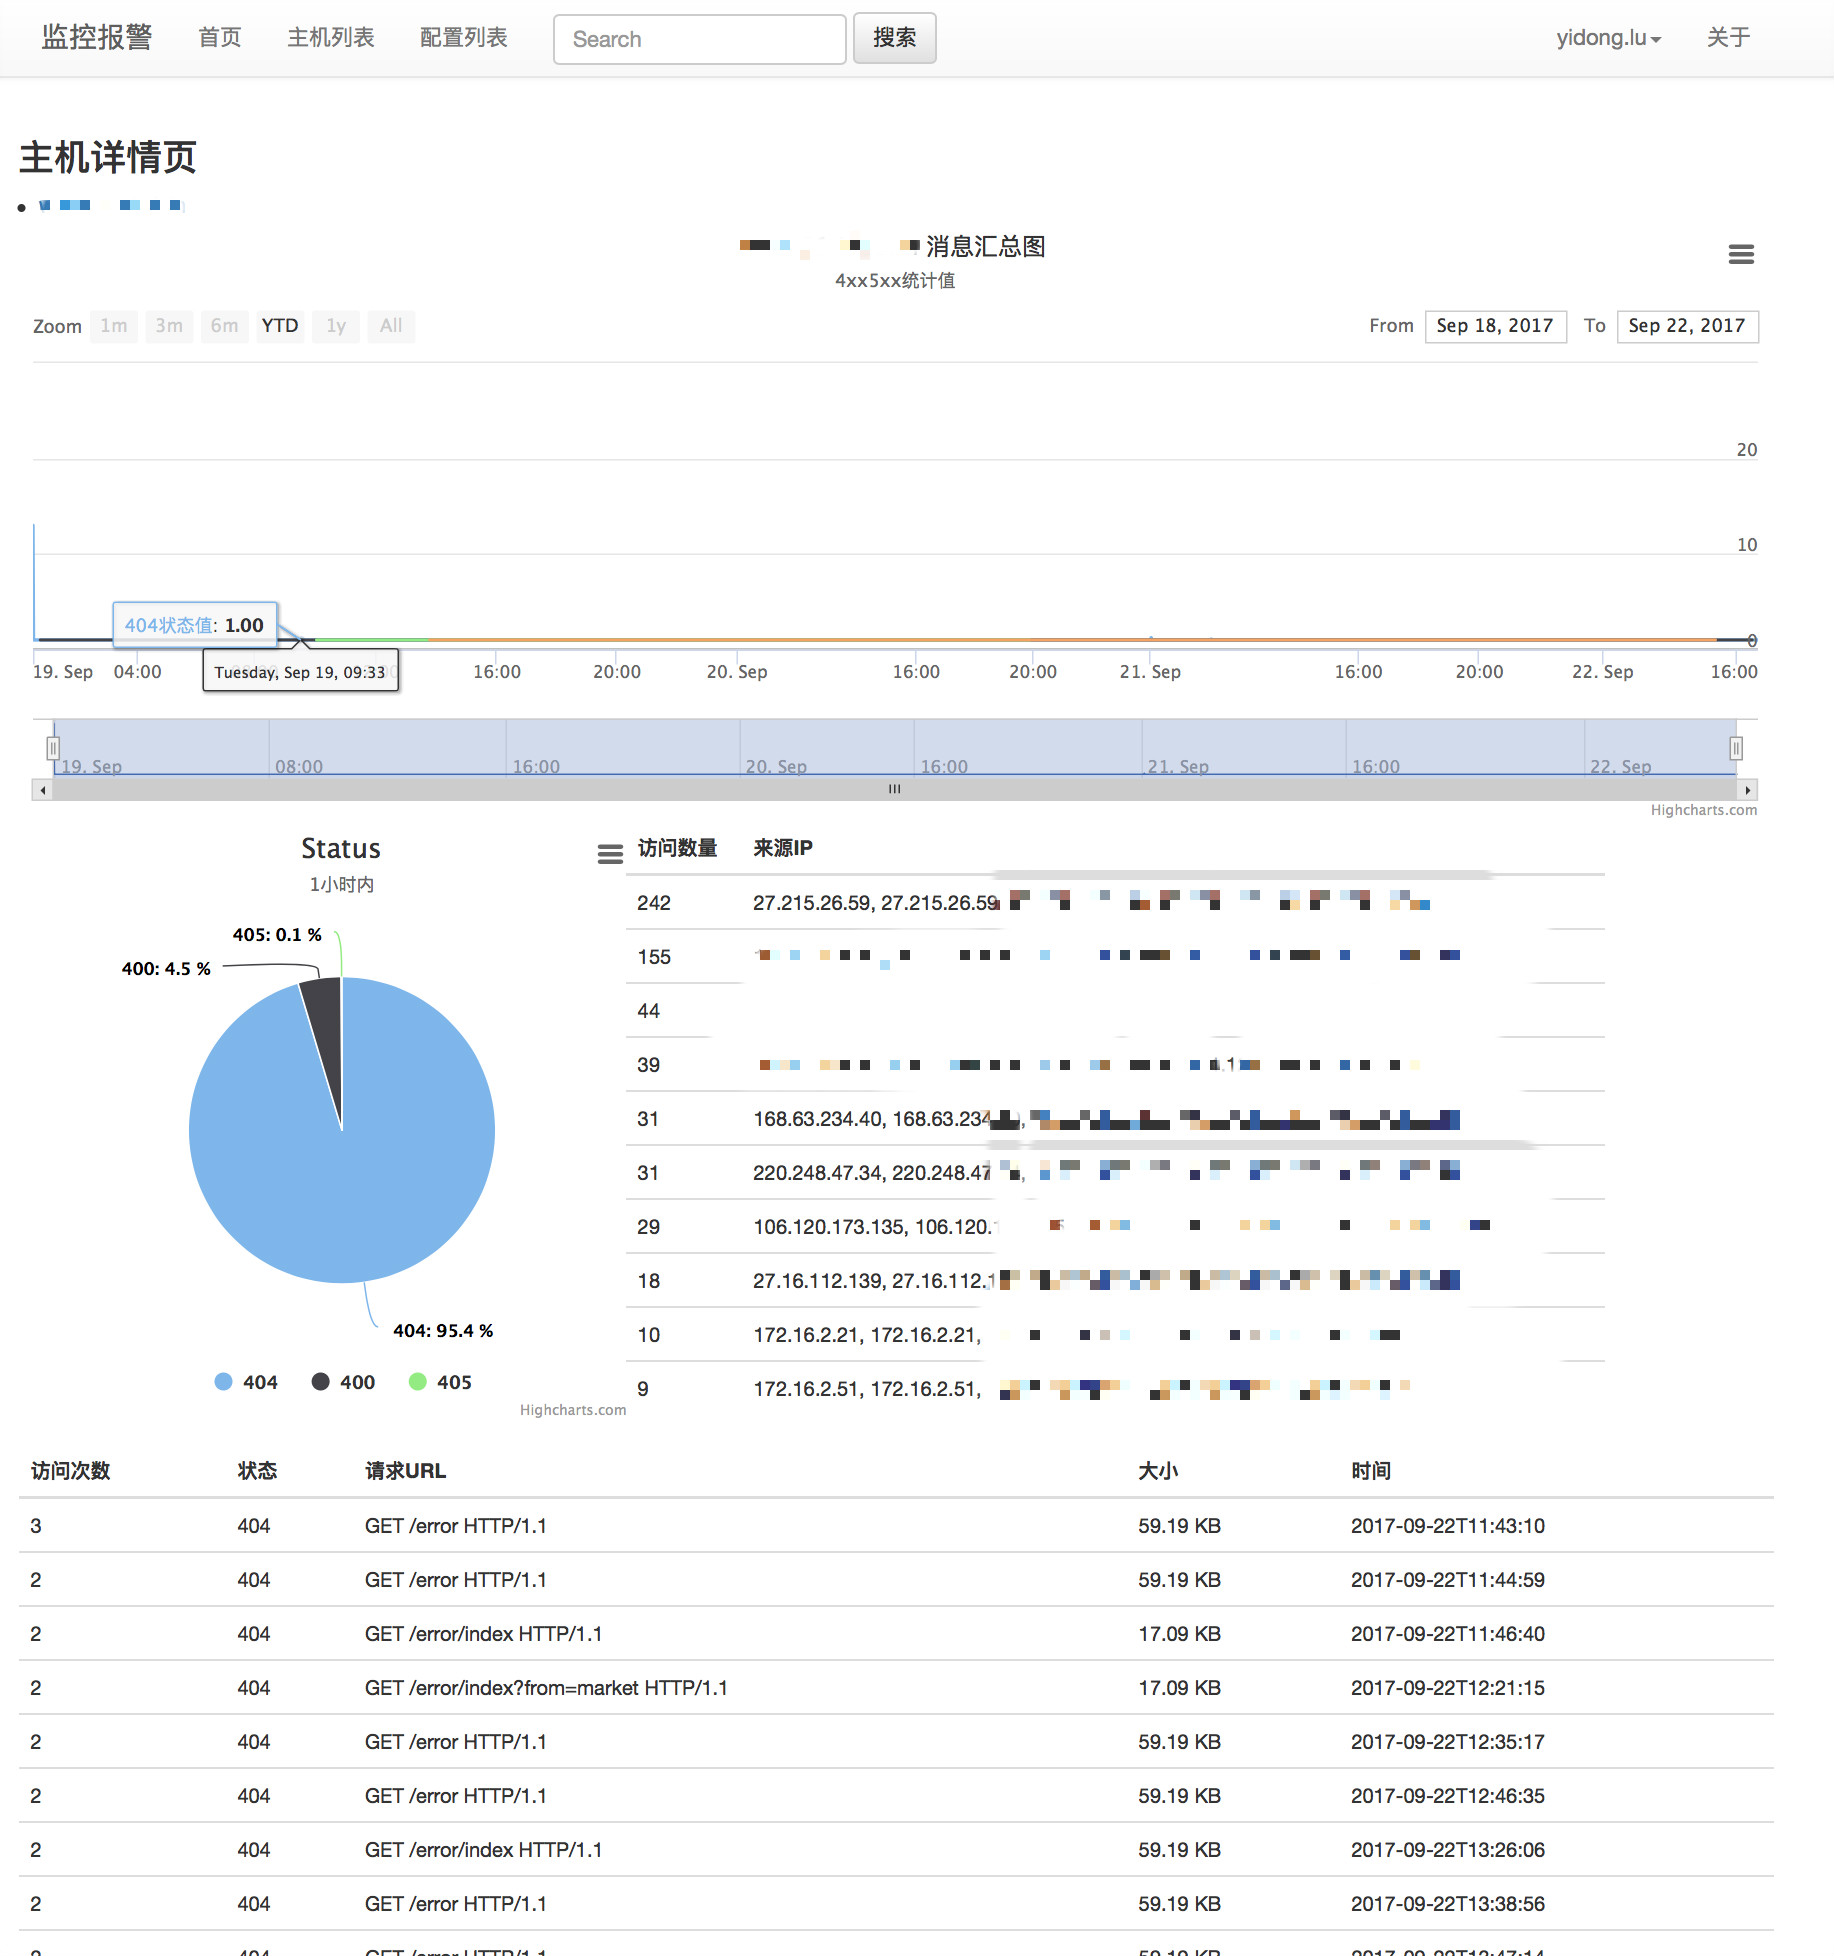 监控报警 首页 主机列表 配置列表 Search 搜索 yidong.lu 关于
主机详情页
消息汇总图
4xx5xx统计值
Zoom 1m 3m 6m YTD 1y All From Sep 18, 2017 To Sep 22, 2017
20
10
404状态值: 1.00
0
Tuesday, Sep 19, 09:33
19. Sep 04:00 16:00 20:00 20. Sep 16:00 20:00 21. Sep 16:00 20:00 22. Sep 16:00
19. Sep 08:00 16:00 20. Sep 16:00 21. Sep 16:00 22. Sep
Highcharts.com
Status
1小时内
405: 0.1 %
400: 4.5 %
404: 95.4 %
404 400 405
Highcharts.com
访问数量 来源IP
242 27.215.26.59, 27.215.26.59
155
44
39
31 168.63.234.40, 168.63.234
31 220.248.47.34, 220.248.47
29 106.120.173.135, 106.120.
18 27.16.112.139, 27.16.112.1
10 172.16.2.21, 172.16.2.21,
9 172.16.2.51, 172.16.2.51,
访问次数 状态 请求URL 大小 时间
3 404 GET /error HTTP/1.1 59.19 KB 2017-09-22T11:43:10
2 404 GET /error HTTP/1.1 59.19 KB 2017-09-22T11:44:59
2 404 GET /error/index HTTP/1.1 17.09 KB 2017-09-22T11:46:40
2 404 GET /error/index?from=market HTTP/1.1 17.09 KB 2017-09-22T12:21:15
2 404 GET /error HTTP/1.1 59.19 KB 2017-09-22T12:35:17
2 404 GET /error HTTP/1.1 59.19 KB 2017-09-22T12:46:35
2 404 GET /error/index HTTP/1.1 59.19 KB 2017-09-22T13:26:06
2 404 GET /error HTTP/1.1 59.19 KB 2017-09-22T13:38:56